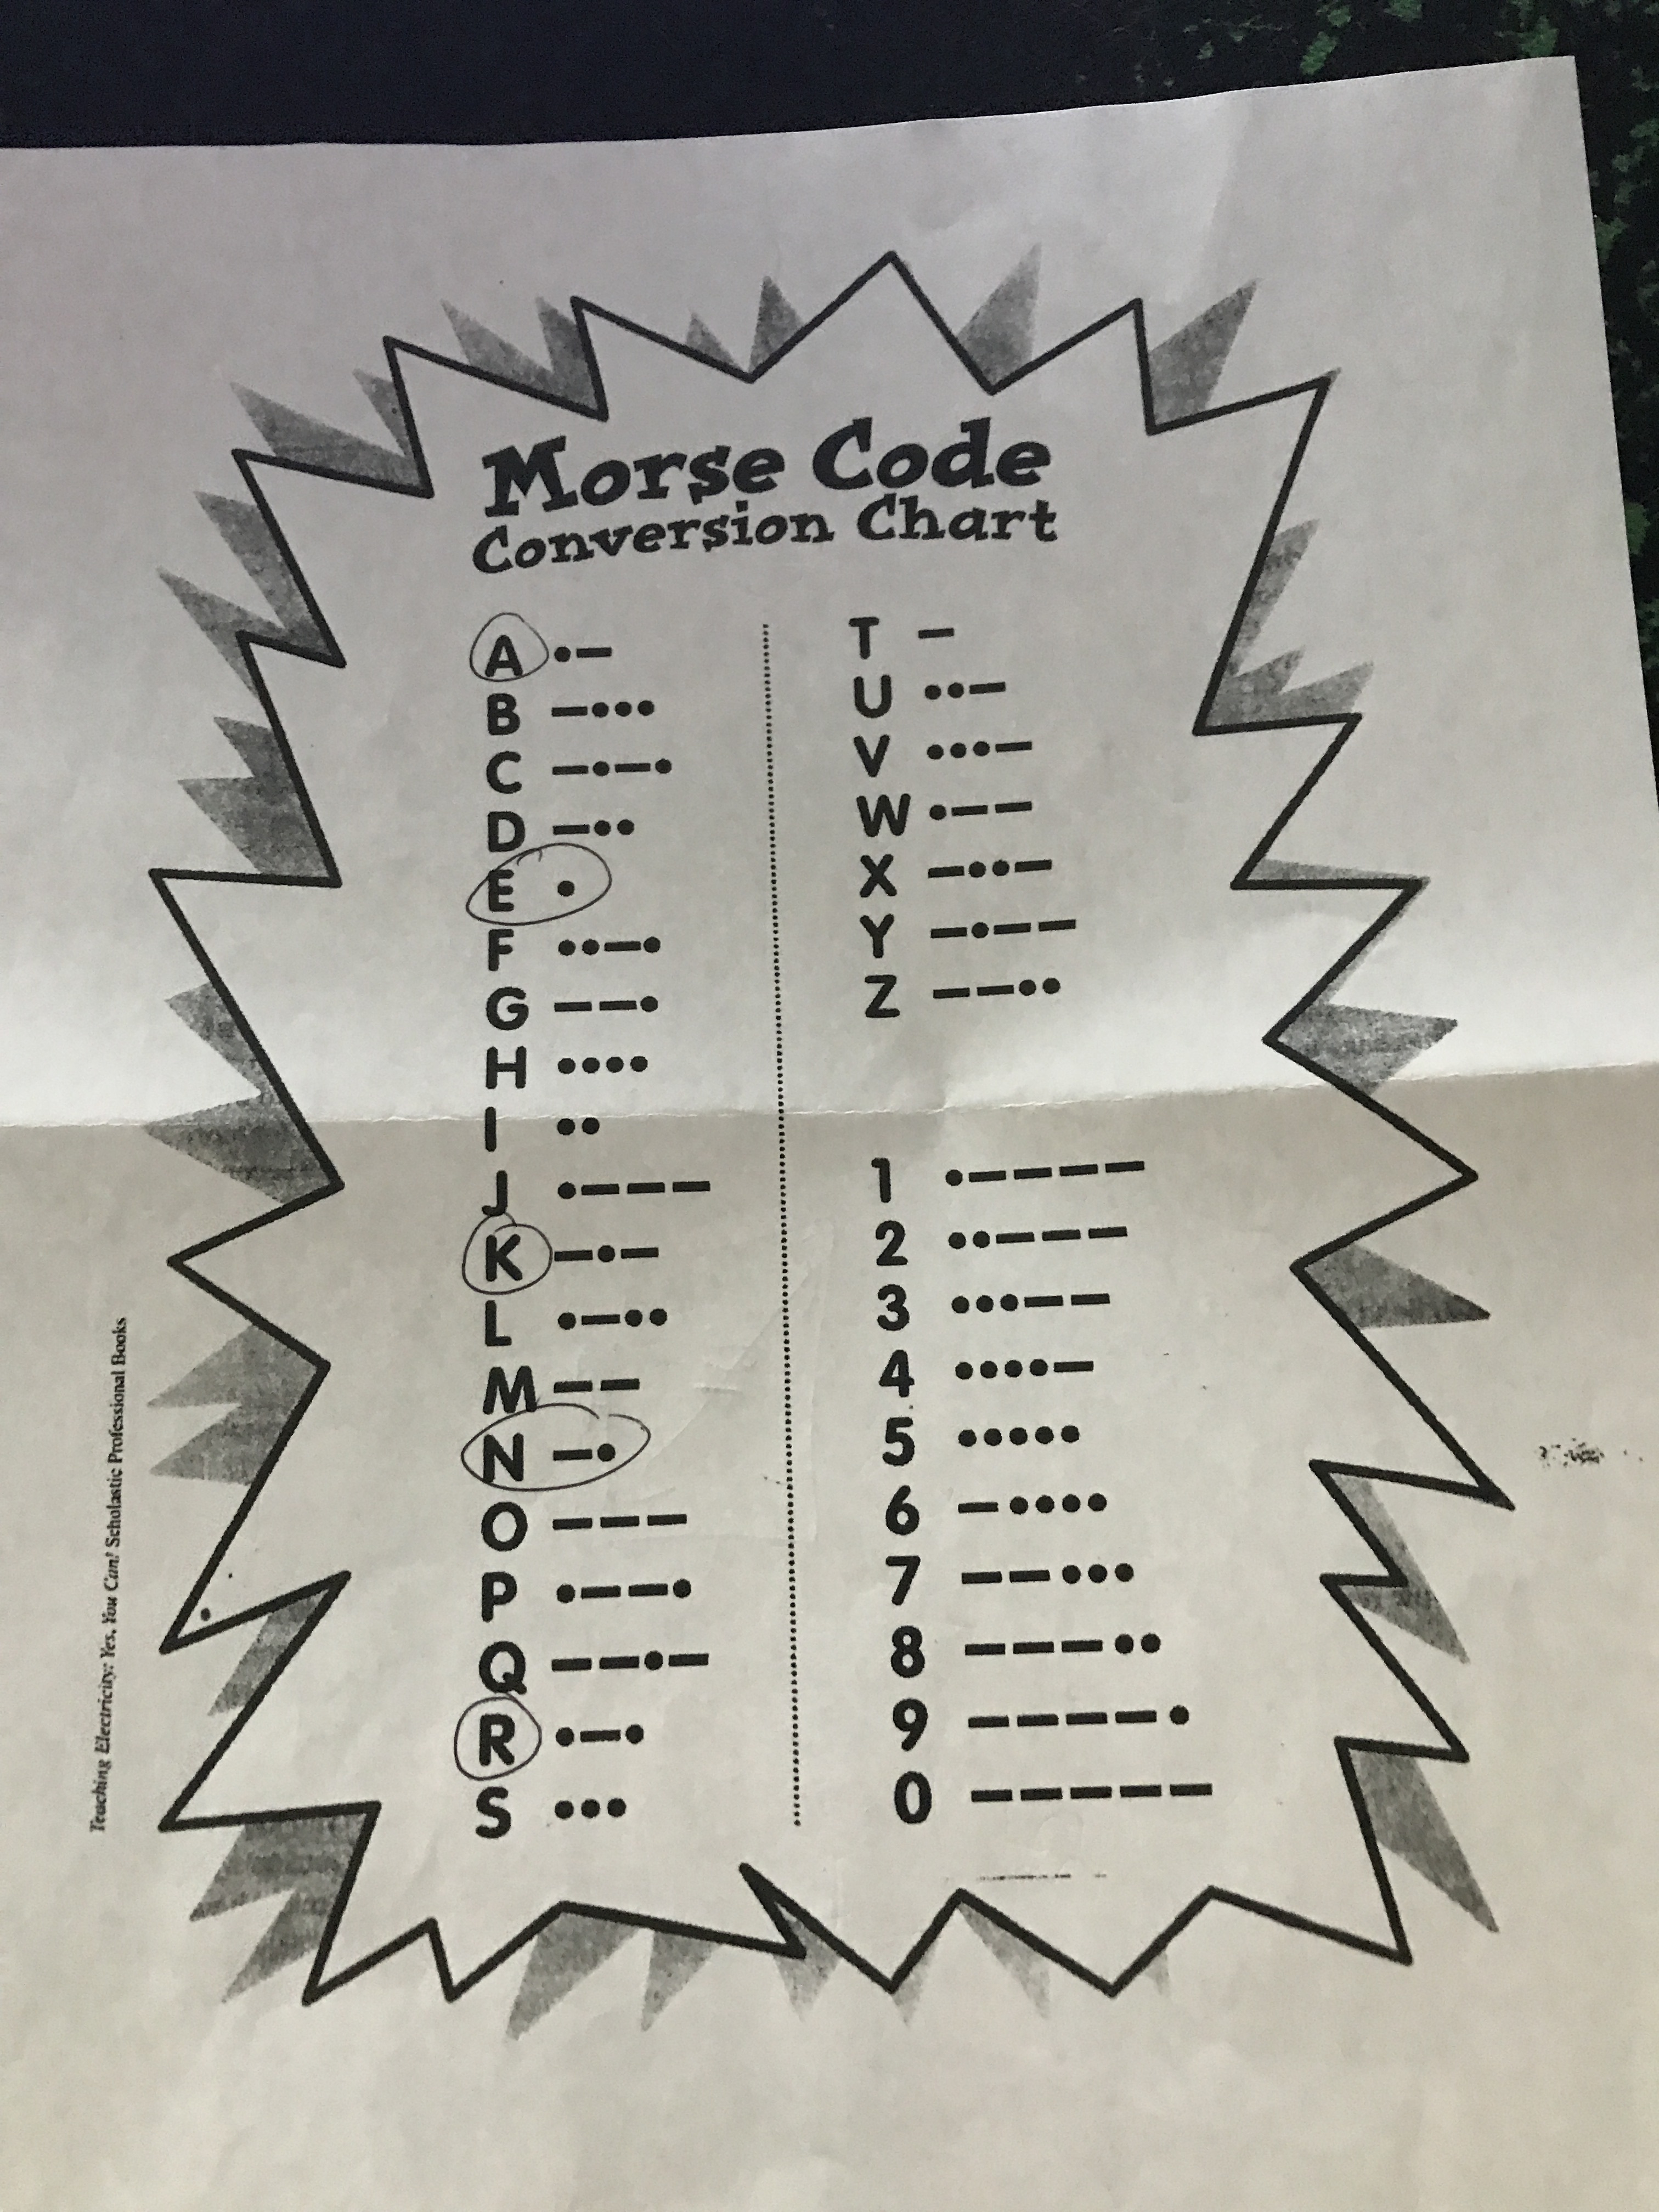 Morse Code
Conversion Chart
A •—
B —•••
C —•—•
D —••
E •
F ••—•
G ——•
H ••••
I ••
J •———
K —•—
L •—••
M ——
N —•
O ———
P •——•
Q ——•—
R •—•
S •••
T —
U ••—
V •••—
W •——
X —••—
Y —•——
Z ——••
1 •————
2 ••———
3 •••——
4 ••••—
5 •••••
6 —••••
7 ——•••
8 ———••
9 ————•
0 —————
Teaching Electricity: Yes, You Can! Scholastic Professional Books